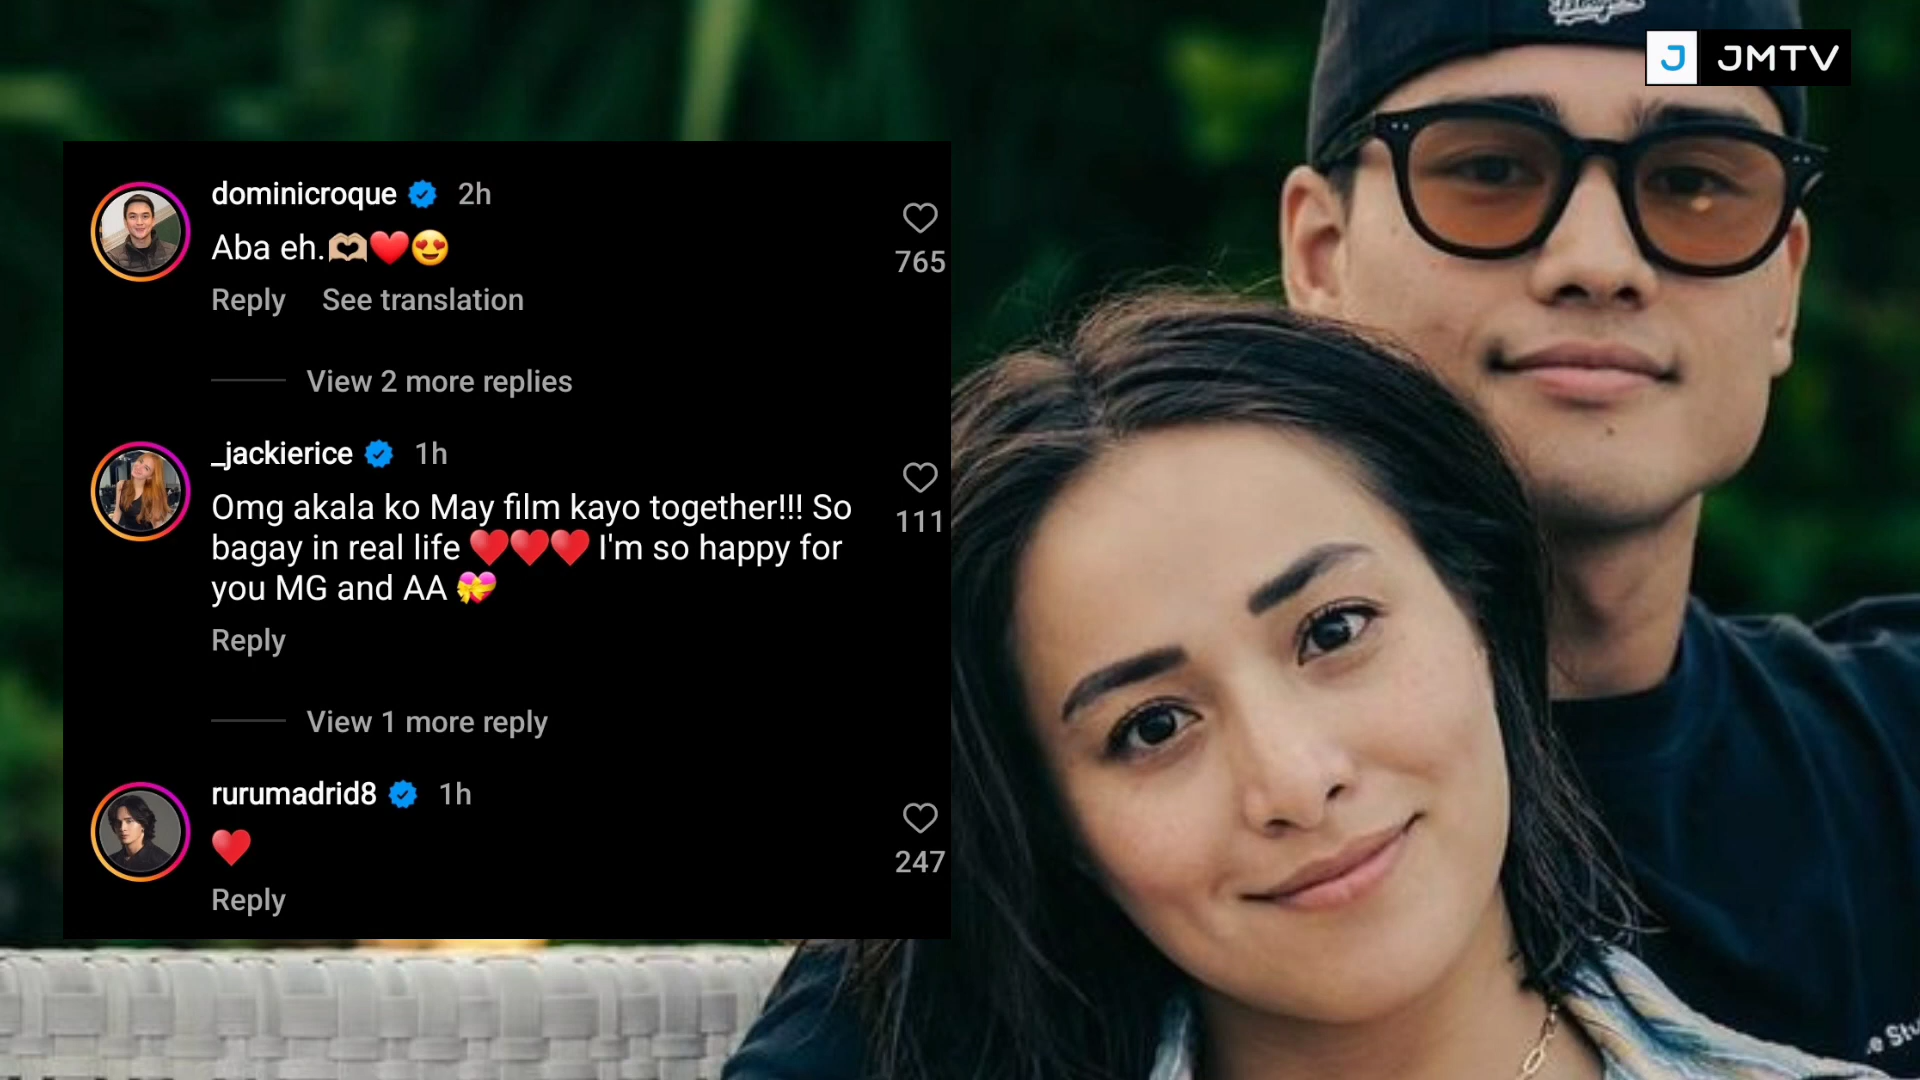 J JMTV
dominicroque 2h
Aba eh.🫶🏼❤️😍
765
Reply See translation
View 2 more replies
_jackierice 1h
Omg akala ko May film kayo together!!! So
bagay in real life ❤️❤️❤️ I'm so happy for
you MG and AA 💝
111
Reply
View 1 more reply
rurumadrid8 1h
❤️
247
Reply